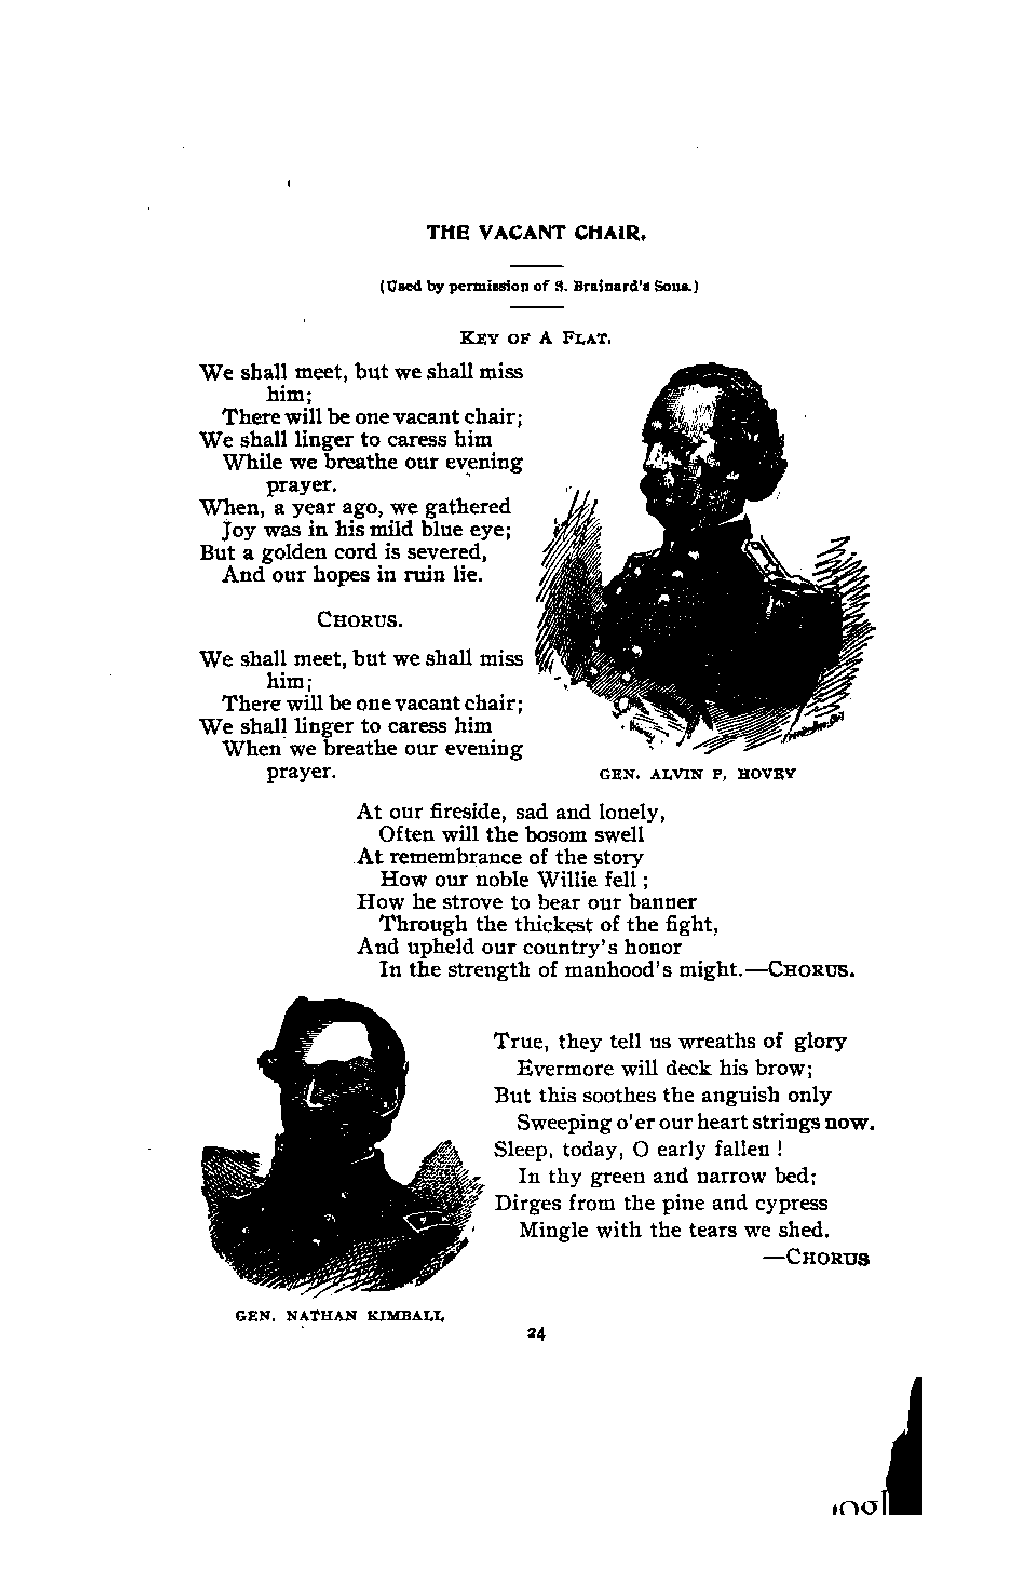 THE VACANT CHAIR.
(Used by permission of S. Brainard's Sons.)
KEY OF A FLAT.
We shall meet, but we shall miss
him;
There will be one vacant chair;
We shall linger to caress him
While we breathe our evening
prayer.
When, a year ago, we gathered
Joy was in his mild blue eye;
But a golden cord is severed,
And our hopes in ruin lie.
CHORUS.
We shall meet, but we shall miss
him;
There will be one vacant chair;
We shall linger to caress him
When we breathe our evening
prayer.
GEN. ALVIN P. HOVEY
At our fireside, sad and lonely,
Often will the bosom swell
At remembrance of the story
How our noble Willie fell;
How he strove to bear our banner
Through the thickest of the fight,
And upheld our country's honor
In the strength of manhood's might.—CHORUS.
True, they tell us wreaths of glory
Evermore will deck his brow;
But this soothes the anguish only
Sweeping o'er our heart strings now.
Sleep, today, O early fallen!
In thy green and narrow bed;
Dirges from the pine and cypress
Mingle with the tears we shed.
—CHORUS
GEN. NATHAN KIMBALL
24